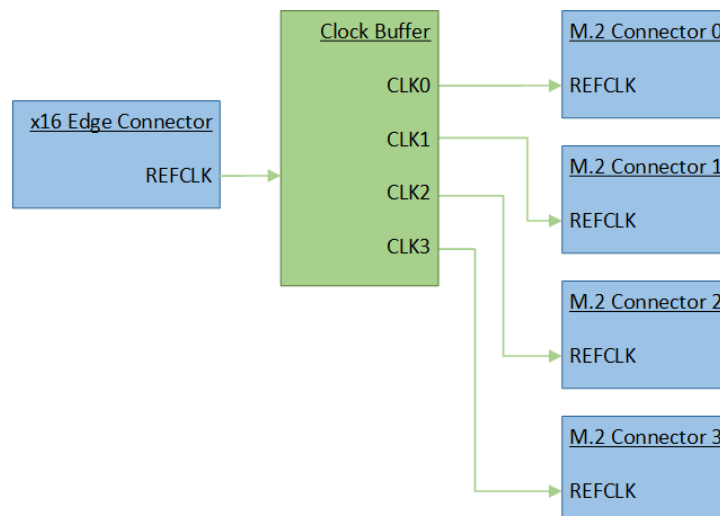 x16 Edge Connector
REFCLK
Clock Buffer
CLK0
CLK1
CLK2
CLK3
M.2 Connector 0
REFCLK
M.2 Connector 1
REFCLK
M.2 Connector 2
REFCLK
M.2 Connector 3
REFCLK